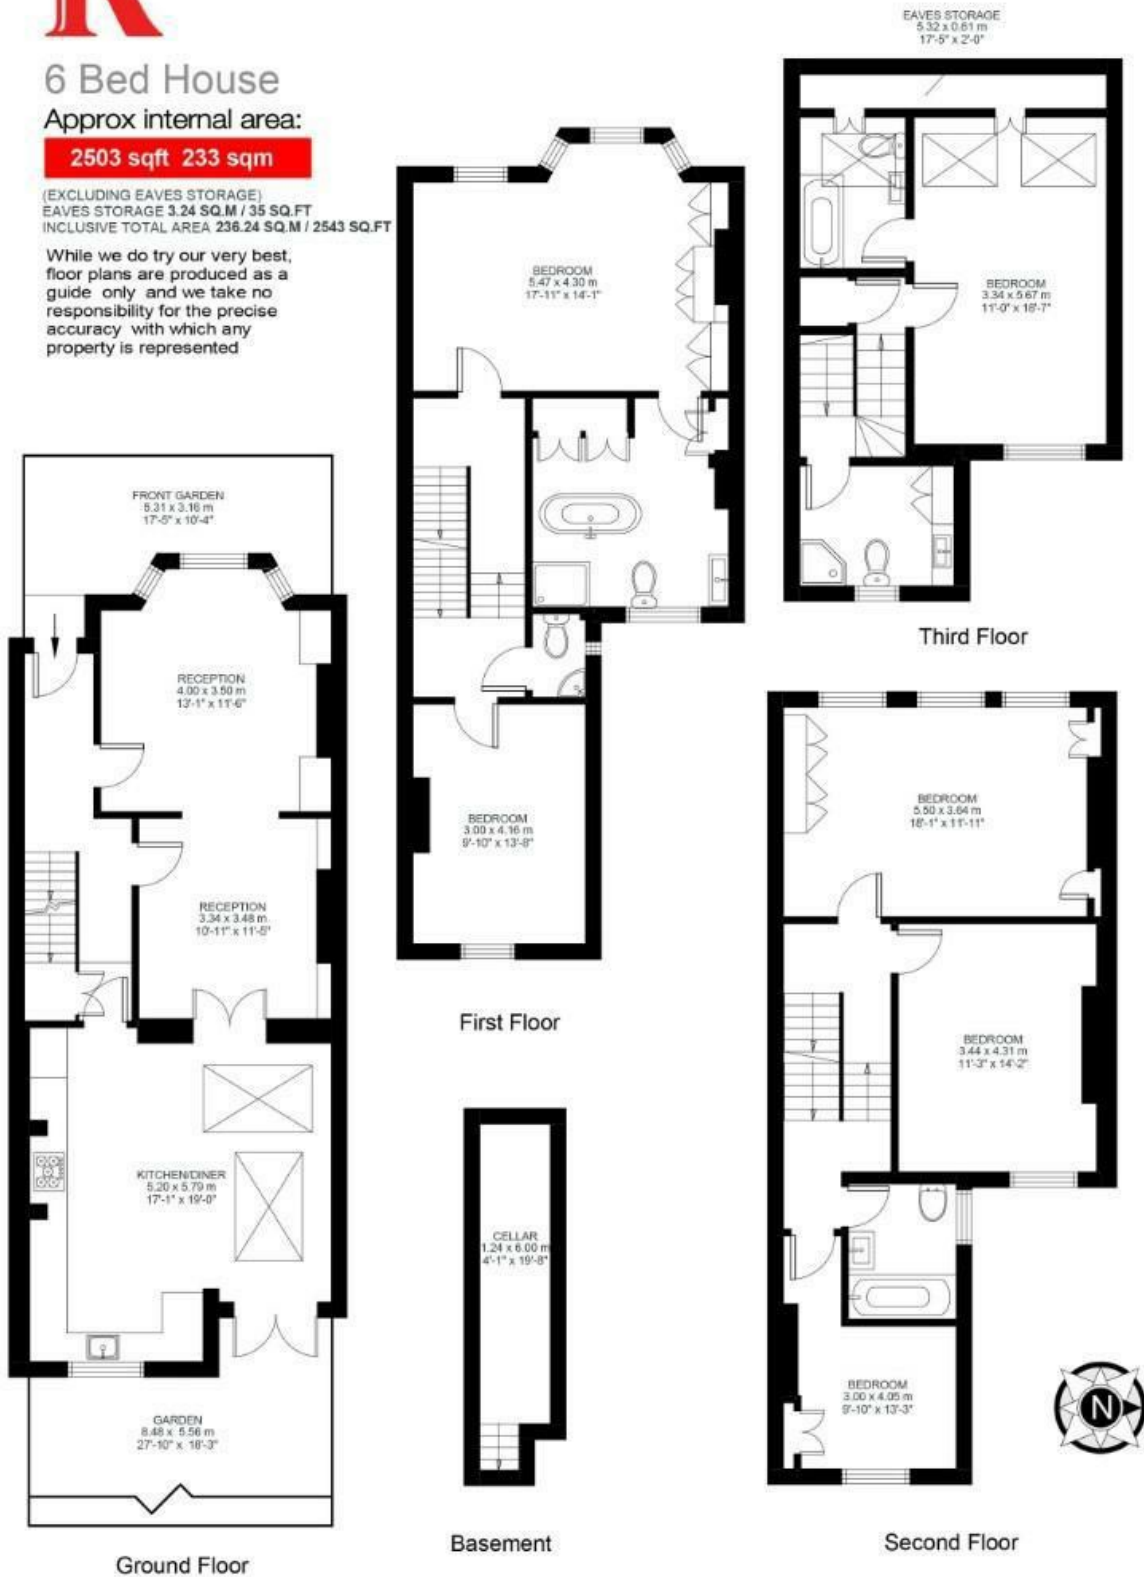 R
6 Bed House
Approx internal area:
2503 sqft 233 sqm
(EXCLUDING EAVES STORAGE)
EAVES STORAGE 3.24 SQ.M / 35 SQ.FT
INCLUSIVE TOTAL AREA 236.24 SQ.M / 2543 SQ.FT
While we do try our very best,
floor plans are produced as a
guide only and we take no
responsibility for the precise
accuracy with which any
property is represented
FRONT GARDEN
5.31 x 3.16 m
17'-5" x 10'-4"
RECEPTION
4.00 x 3.50 m
13'-1" x 11'-6"
RECEPTION
3.34 x 3.48 m
10'-11" x 11'-5"
KITCHEN/DINER
5.20 x 5.79 m
17'-1" x 19'-0"
GARDEN
8.48 x 5.56 m
27'-10" x 18'-3"
Ground Floor
BEDROOM
5.47 x 4.30 m
17'-11" x 14'-1"
BEDROOM
3.00 x 4.16 m
9'-10" x 13'-8"
First Floor
CELLAR
1.24 x 6.00 m
4'-1" x 19'-8"
Basement
EAVES STORAGE
5.32 x 0.61 m
17'-5" x 2'-0"
BEDROOM
3.34 x 5.67 m
11'-0" x 18'-7"
Third Floor
BEDROOM
5.50 x 3.64 m
18'-1" x 11'-11"
BEDROOM
3.44 x 4.31 m
11'-3" x 14'-2"
BEDROOM
3.00 x 4.05 m
9'-10" x 13'-3"
Second Floor
N